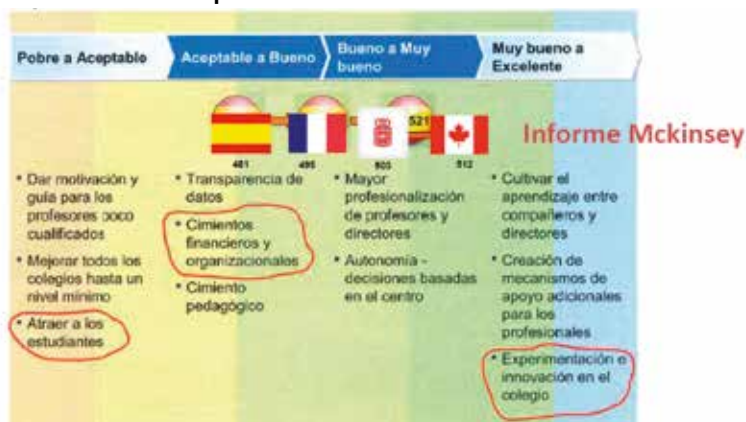 Pobre a Aceptable
Aceptable a Bueno
Bueno a Muy
bueno
Muy bueno a
Excelente
521
Informe Mckinsey
481
496
503
512
• Dar motivación y
guía para los
profesores poco
cualificados
• Mejorar todos los
colegios hasta un
nivel mínimo
• Atraer a los
estudiantes
• Transparencia de
datos
• Cimientos
financieros y
organizacionales
• Cimiento
pedagógico
• Mayor
profesionalización
de profesores y
directores
• Autonomía -
decisiones basadas
en el centro
• Cultivar el
aprendizaje entre
compañeros y
directores
• Creación de
mecanismos de
apoyo adicionales
para los
profesionales
• Experimentación e
innovación en el
colegio